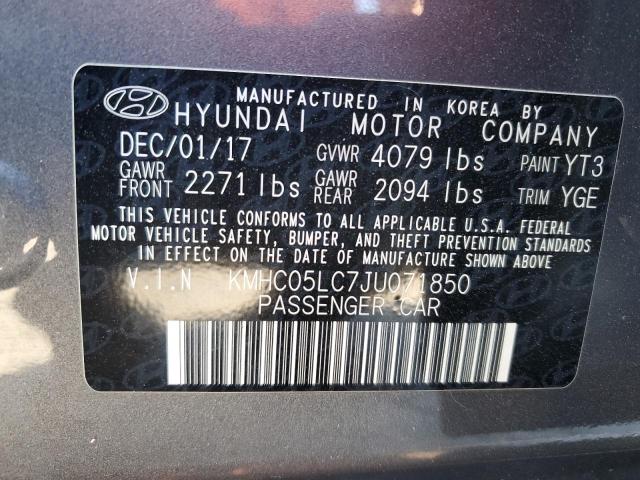 MANUFACTURED IN KOREA BY
HYUNDAI MOTOR COMPANY
DEC/01/17 GVWR 4079 lbs PAINT YT3
GAWR FRONT 2271 lbs GAWR REAR 2094 lbs TRIM YGE
THIS VEHICLE CONFORMS TO ALL APPLICABLE U.S.A. FEDERAL
MOTOR VEHICLE SAFETY, BUMPER, AND THEFT PREVENTION STANDARDS
IN EFFECT ON THE DATE OF MANUFACTURE SHOWN ABOVE.
V.I.N KMHC05LC7JU071850
PASSENGER CAR